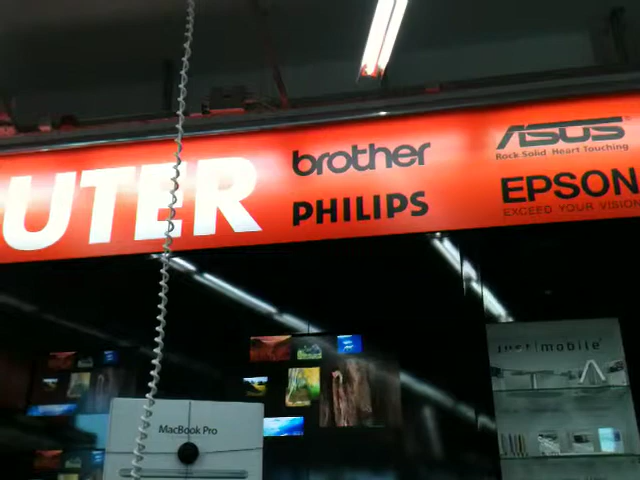 UTER
brother
PHILIPS
ASUS
Rock Solid · Heart Touching
EPSON
EXCEED YOUR VISION
MacBook Pro
just | mobile